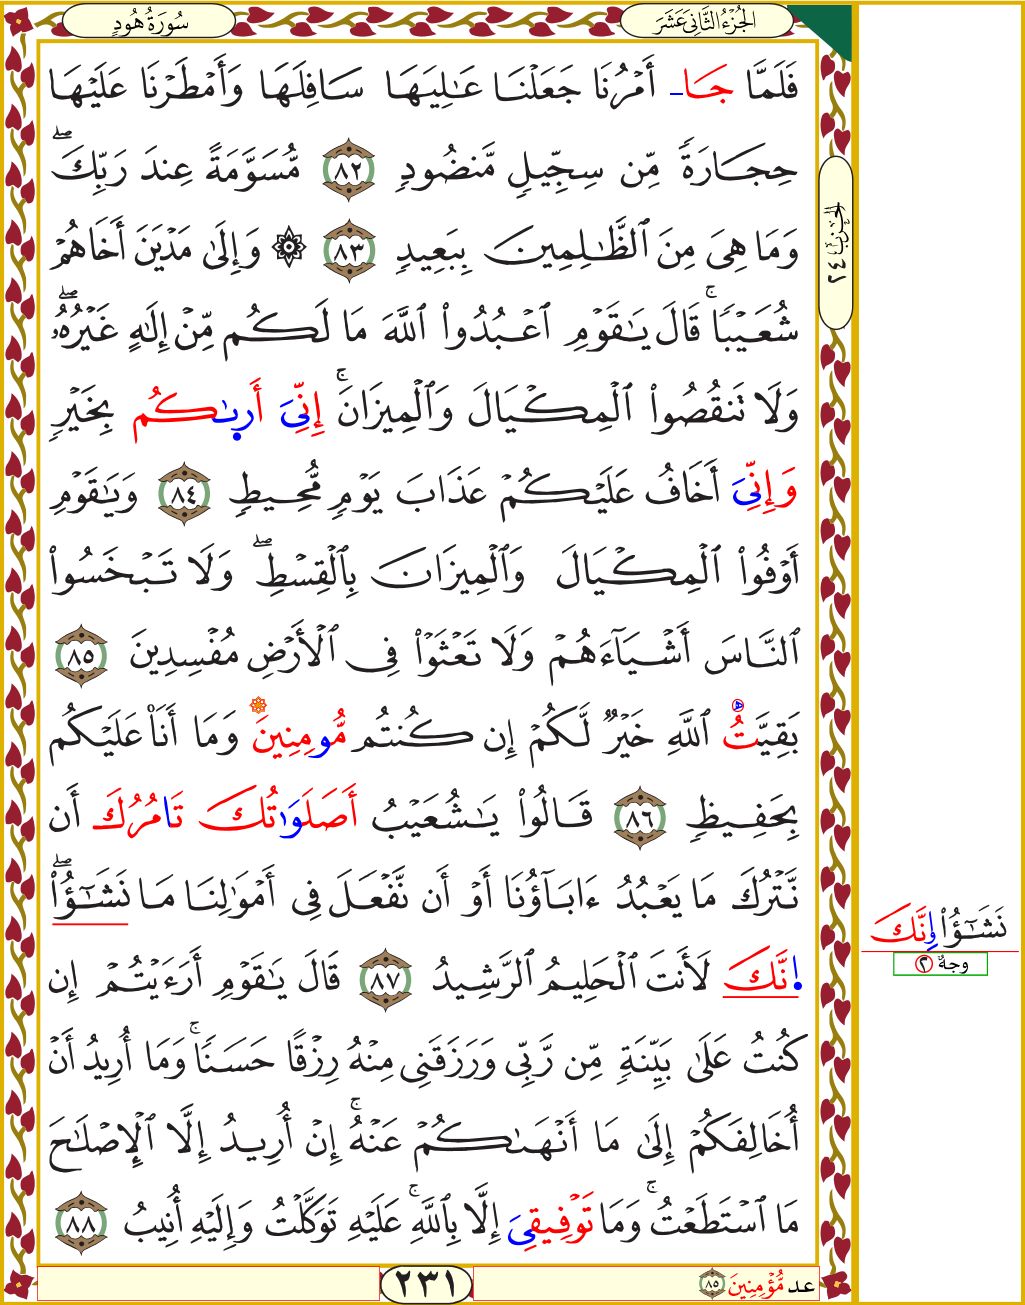 سُورَةُ هُودٍ
الجُزْءُ الثَّانِيَ عَشَرَ
فَلَمَّا جَا أَمْرُنَا جَعَلْنَا عَٰلِيَهَا سَافِلَهَا وَأَمْطَرْنَا عَلَيْهَا
حِجَارَةً مِّن سِجِّيلٍ مَّنضُودٍ ٨٢ مُّسَوَّمَةً عِندَ رَبِّكَۖ
وَمَا هِيَ مِنَ ٱلظَّٰلِمِينَ بِبَعِيدٍ ٨٣ ۞ وَإِلَىٰ مَدْيَنَ أَخَاهُمْ
شُعَيْبٗاۚ قَالَ يَٰقَوْمِ ٱعْبُدُواْ ٱللَّهَ مَا لَكُم مِّنْ إِلَٰهٍ غَيْرُهُۥۖ
وَلَا تَنقُصُواْ ٱلْمِكْيَالَ وَٱلْمِيزَانَۚ إِنِّيَ أَرٜىٰكُم بِخَيْرٖ
وَإِنِّيَ أَخَافُ عَلَيْكُمْ عَذَابَ يَوْمٖ مُّحِيطٖ ٨٤ وَيَٰقَوْمِ
أَوْفُواْ ٱلْمِكْيَالَ وَٱلْمِيزَانَ بِٱلْقِسْطِۖ وَلَا تَبْخَسُواْ
ٱلنَّاسَ أَشْيَآءَهُمْ وَلَا تَعْثَوْاْ فِي ٱلْأَرْضِ مُفْسِدِينَ ٨٥
بَقِيَّتُ ٱللَّهِ خَيْرٞ لَّكُمْ إِن كُنتُم مُّومِنِينَ وَمَا أَنَا۠ عَلَيْكُم
بِحَفِيظٖ ٨٦ قَالُواْ يَٰشُعَيْبُ أَصَلَوَٰتُكَ تَامُرُكَ أَن
نَّتْرُكَ مَا يَعْبُدُ ءَابَآؤُنَا أَوْ أَن نَّفْعَلَ فِي أَمْوَٰلِنَا مَا نَشَٰٓؤُاْۖ
اِ۬نَّكَ لَأَنتَ ٱلْحَلِيمُ ٱلرَّشِيدُ ٨٧ قَالَ يَٰقَوْمِ أَرَءَيْتُمْ إِن
كُنتُ عَلَىٰ بَيِّنَةٖ مِّن رَّبِّي وَرَزَقَنِي مِنْهُ رِزْقًا حَسَنٗاۚ وَمَا أُرِيدُ أَنْ
أُخَالِفَكُمْ إِلَىٰ مَا أَنْهَىٰكُمْ عَنْهُۚ إِنْ أُرِيدُ إِلَّا ٱلْإِصْلَٰحَ
مَا ٱسْتَطَعْتُۚ وَمَا تَوْفِيقِيَ إِلَّا بِٱللَّهِۚ عَلَيْهِ تَوَكَّلْتُ وَإِلَيْهِ أُنِيبُ ٨٨
الحزب ٢٤
نَشَٰٓؤُاْ وِنَّكَ
وجهٌ ٢
٢٣١
عد مُّؤْمِنِينَ ٨٥